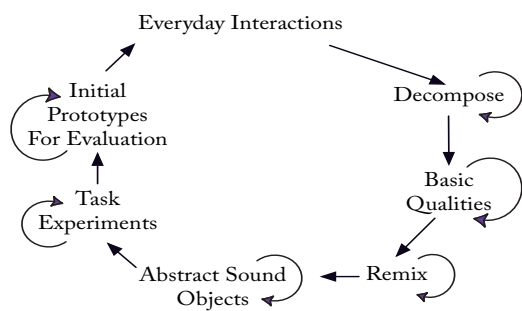 Everyday Interactions
Decompose
Basic
Qualities
Remix
Abstract Sound
Objects
Task
Experiments
Initial
Prototypes
For Evaluation